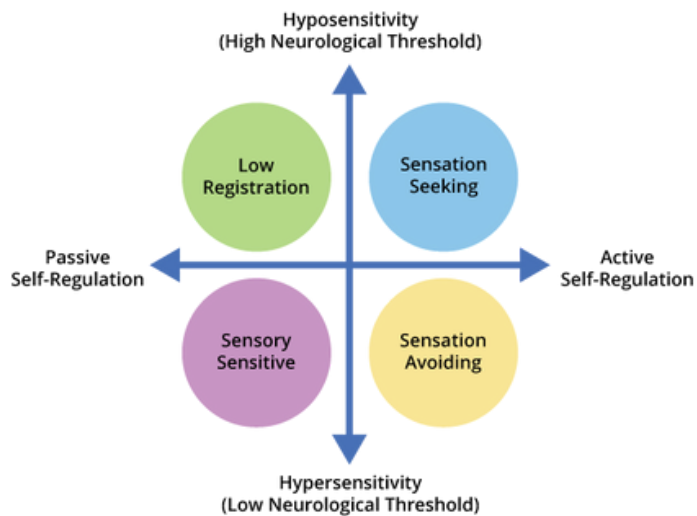 Hyposensitivity
(High Neurological Threshold)
Low
Registration
Sensation
Seeking
Passive
Self-Regulation
Active
Self-Regulation
Sensory
Sensitive
Sensation
Avoiding
Hypersensitivity
(Low Neurological Threshold)